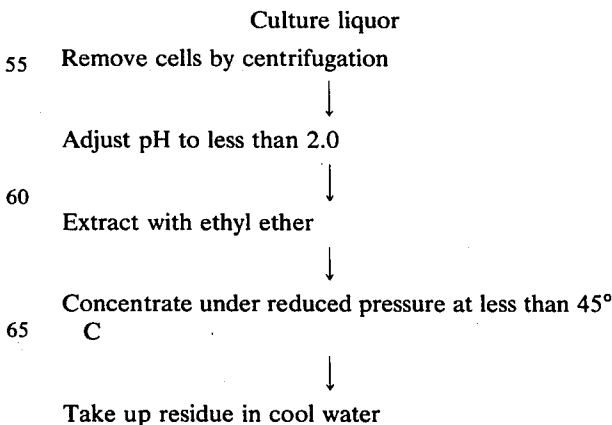 Culture liquor
55 Remove cells by centrifugation
Adjust pH to less than 2.0
60
Extract with ethyl ether
Concentrate under reduced pressure at less than 45°
65 C
Take up residue in cool water